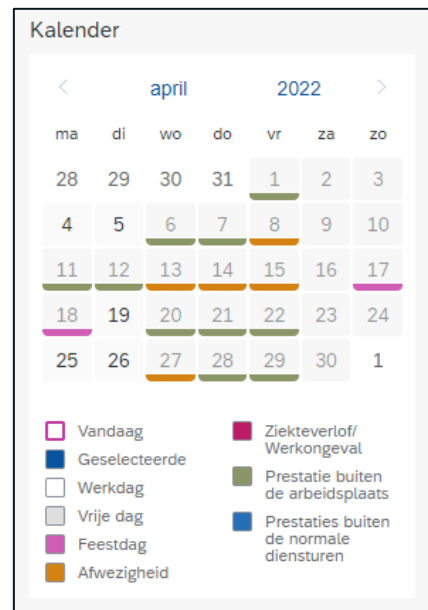 Kalender
< april 2022 >
ma di wo do vr za zo
28 29 30 31 1 2 3
4 5 6 7 8 9 10
11 12 13 14 15 16 17
18 19 20 21 22 23 24
25 26 27 28 29 30 1
Vandaag
Geselecteerde
Werkdag
Vrije dag
Feestdag
Afwezigheid
Ziekteverlof/
Werkongeval
Prestatie buiten
de arbeidsplaats
Prestaties buiten
de normale
diensturen